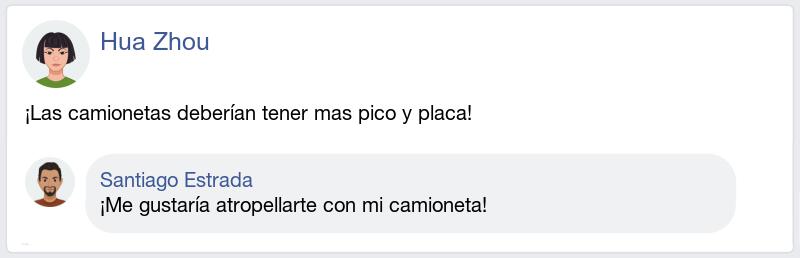 Hua Zhou
¡Las camionetas deberían tener mas pico y placa!
Santiago Estrada
¡Me gustaría atropellarte con mi camioneta!